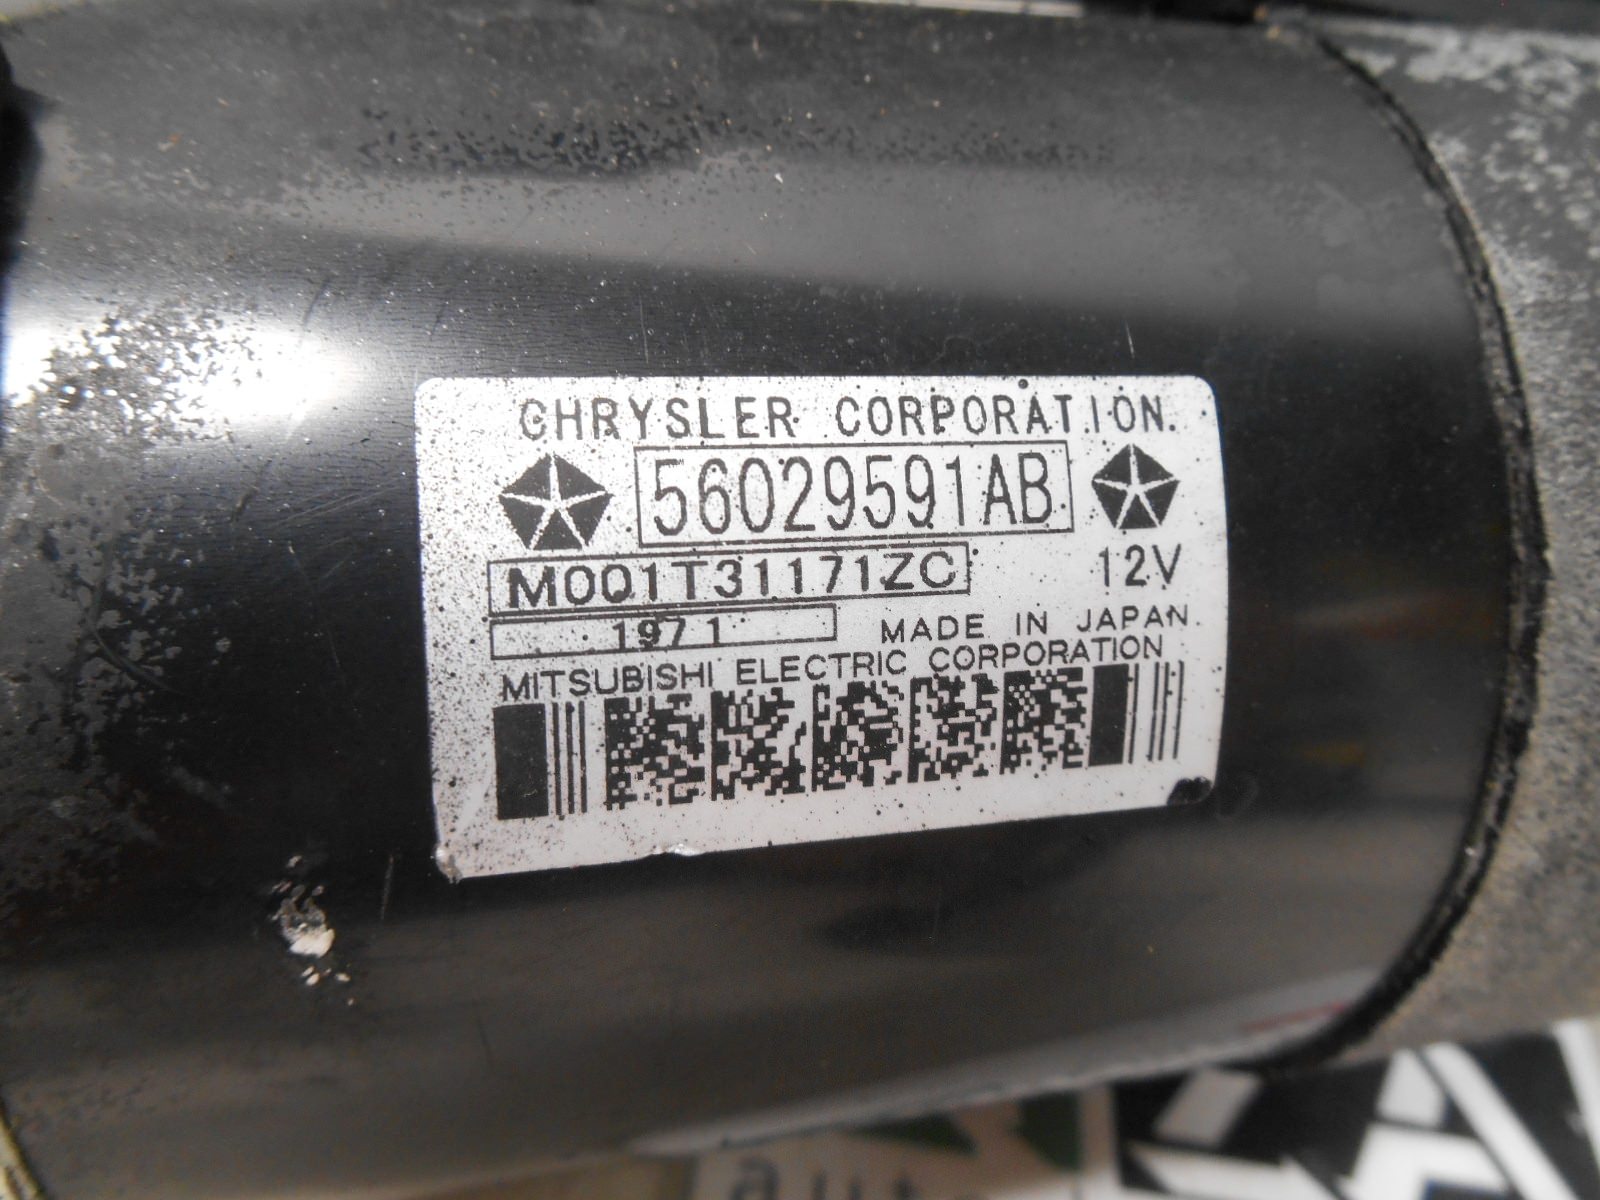 CHRYSLER CORPORATION.
56029591AB
M001T31171ZC 12V
1971 MADE IN JAPAN.
MITSUBISHI ELECTRIC CORPORATION